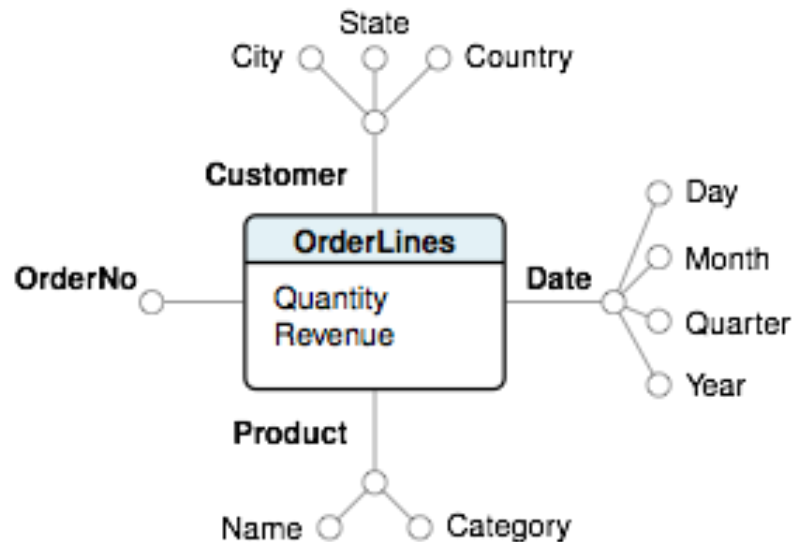 State
City
Country
Customer
Day
OrderLines
Month
OrderNo
Date
Quantity
Quarter
Revenue
Year
Product
Name
Category